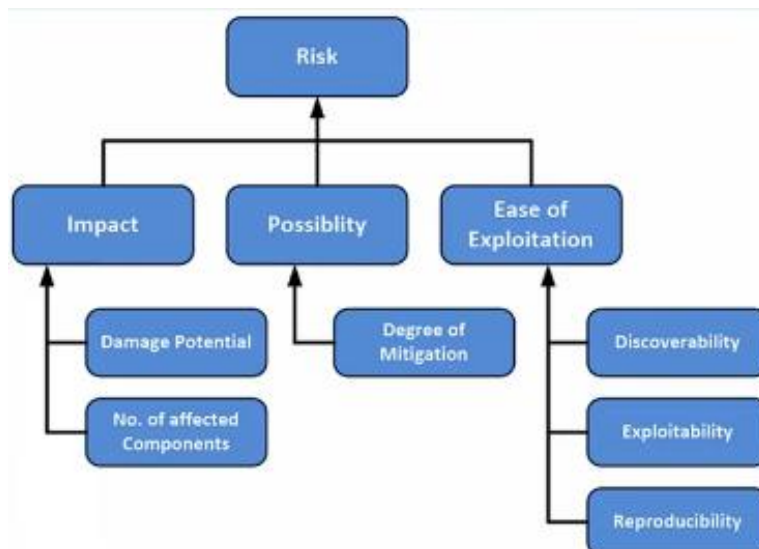 Risk
Impact
Possiblity
Ease of
Exploitation
Damage Potential
Degree of
Mitigation
Discoverability
No. of affected
Components
Exploitability
Reproducibility